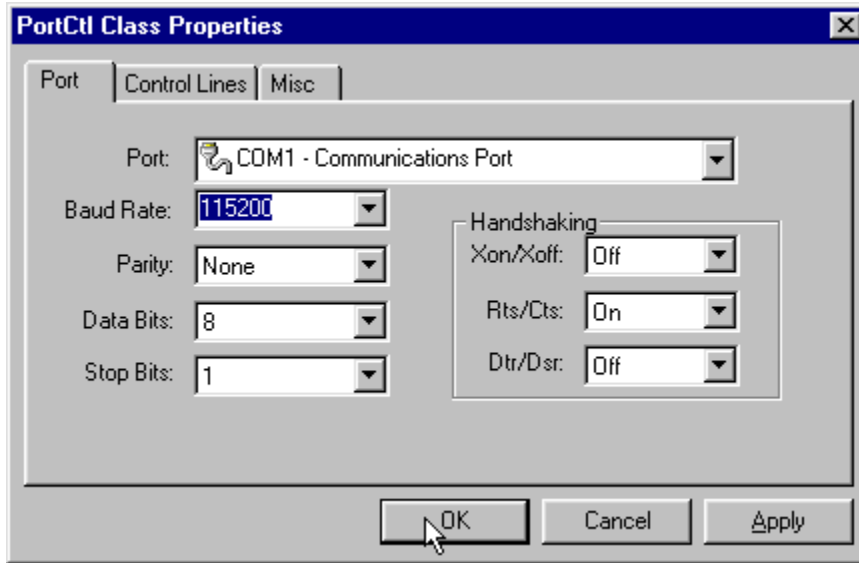 PortCtl Class Properties
Port Control Lines Misc
Port: COM1 - Communications Port
Baud Rate: 115200
Parity: None
Data Bits: 8
Stop Bits: 1
Handshaking
Xon/Xoff: Off
Rts/Cts: On
Dtr/Dsr: Off
OK Cancel Apply